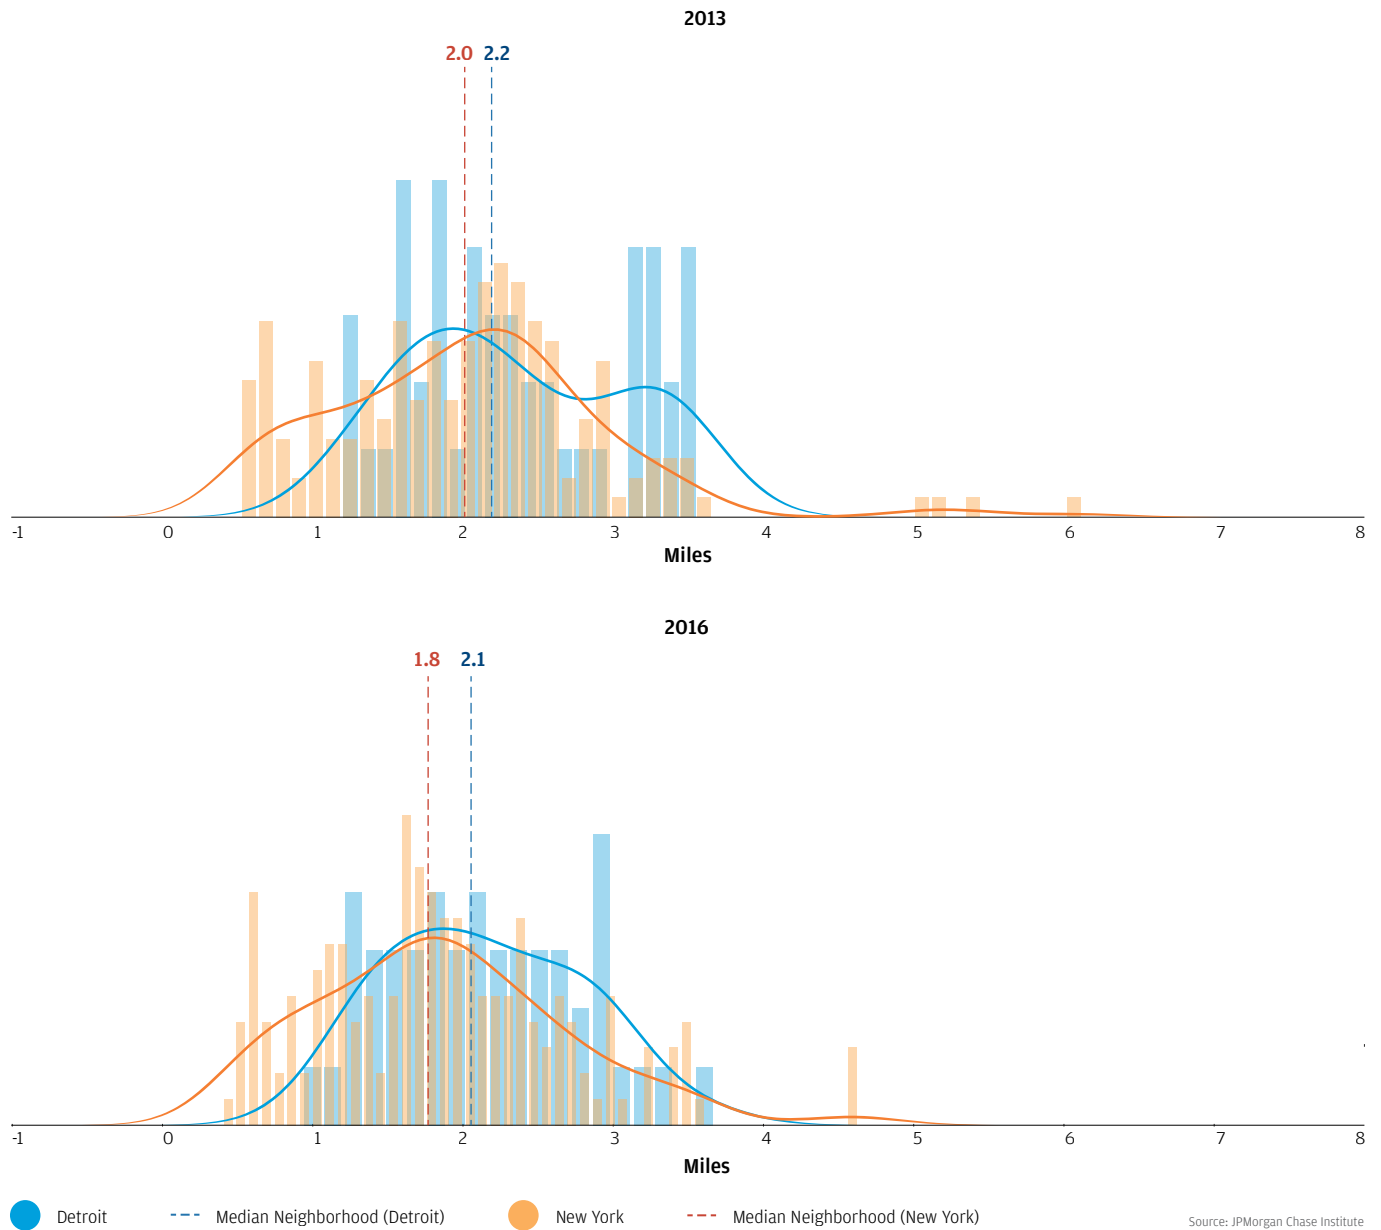 2013
2.0 2.2
-1 0 1 2 3 4 5 6 7 8
Miles
2016
1.8 2.1
-1 0 1 2 3 4 5 6 7 8
Miles
Detroit Median Neighborhood (Detroit) New York Median Neighborhood (New York)
Source: JPMorgan Chase Institute